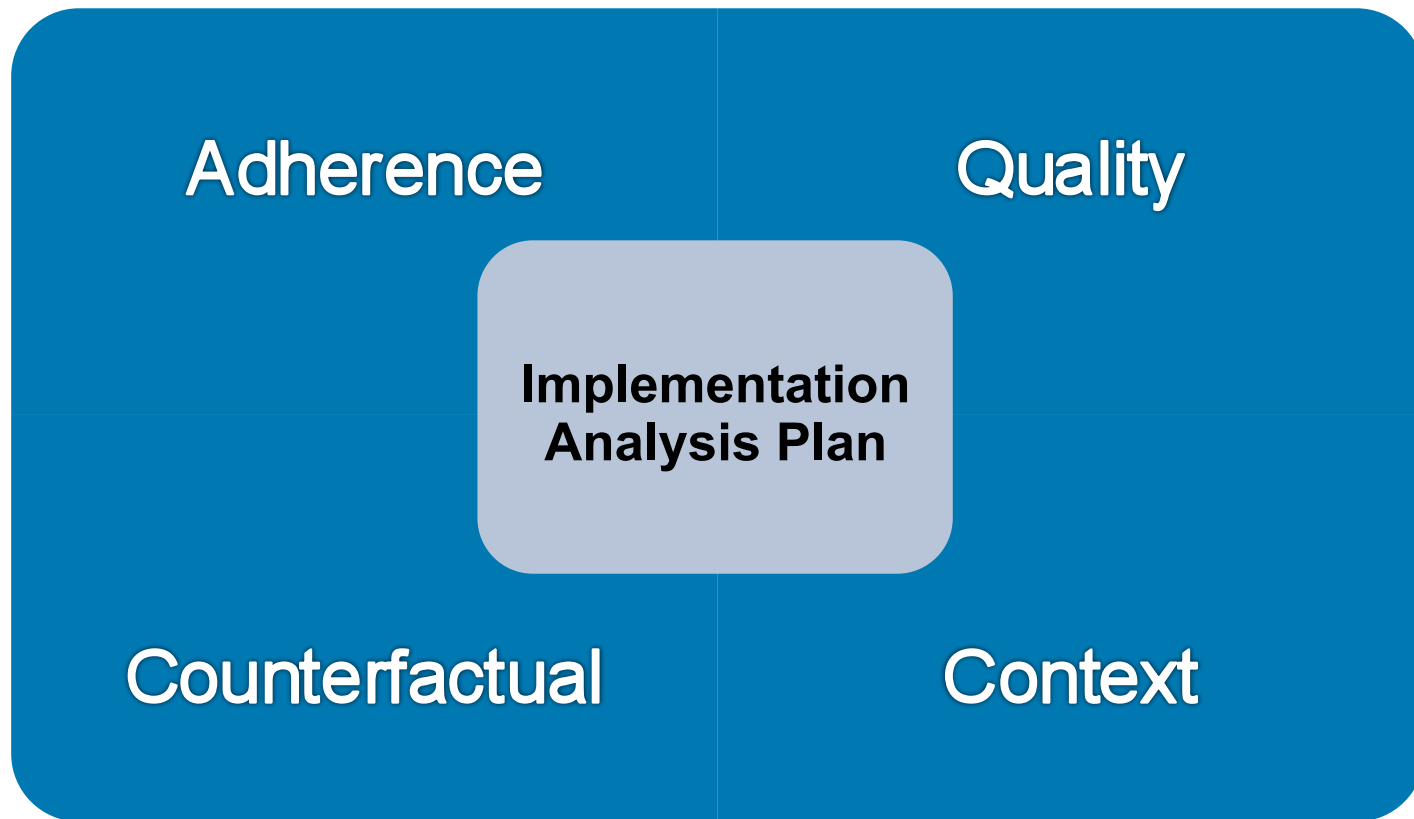 Adherence
Quality
Implementation
Analysis Plan
Counterfactual
Context